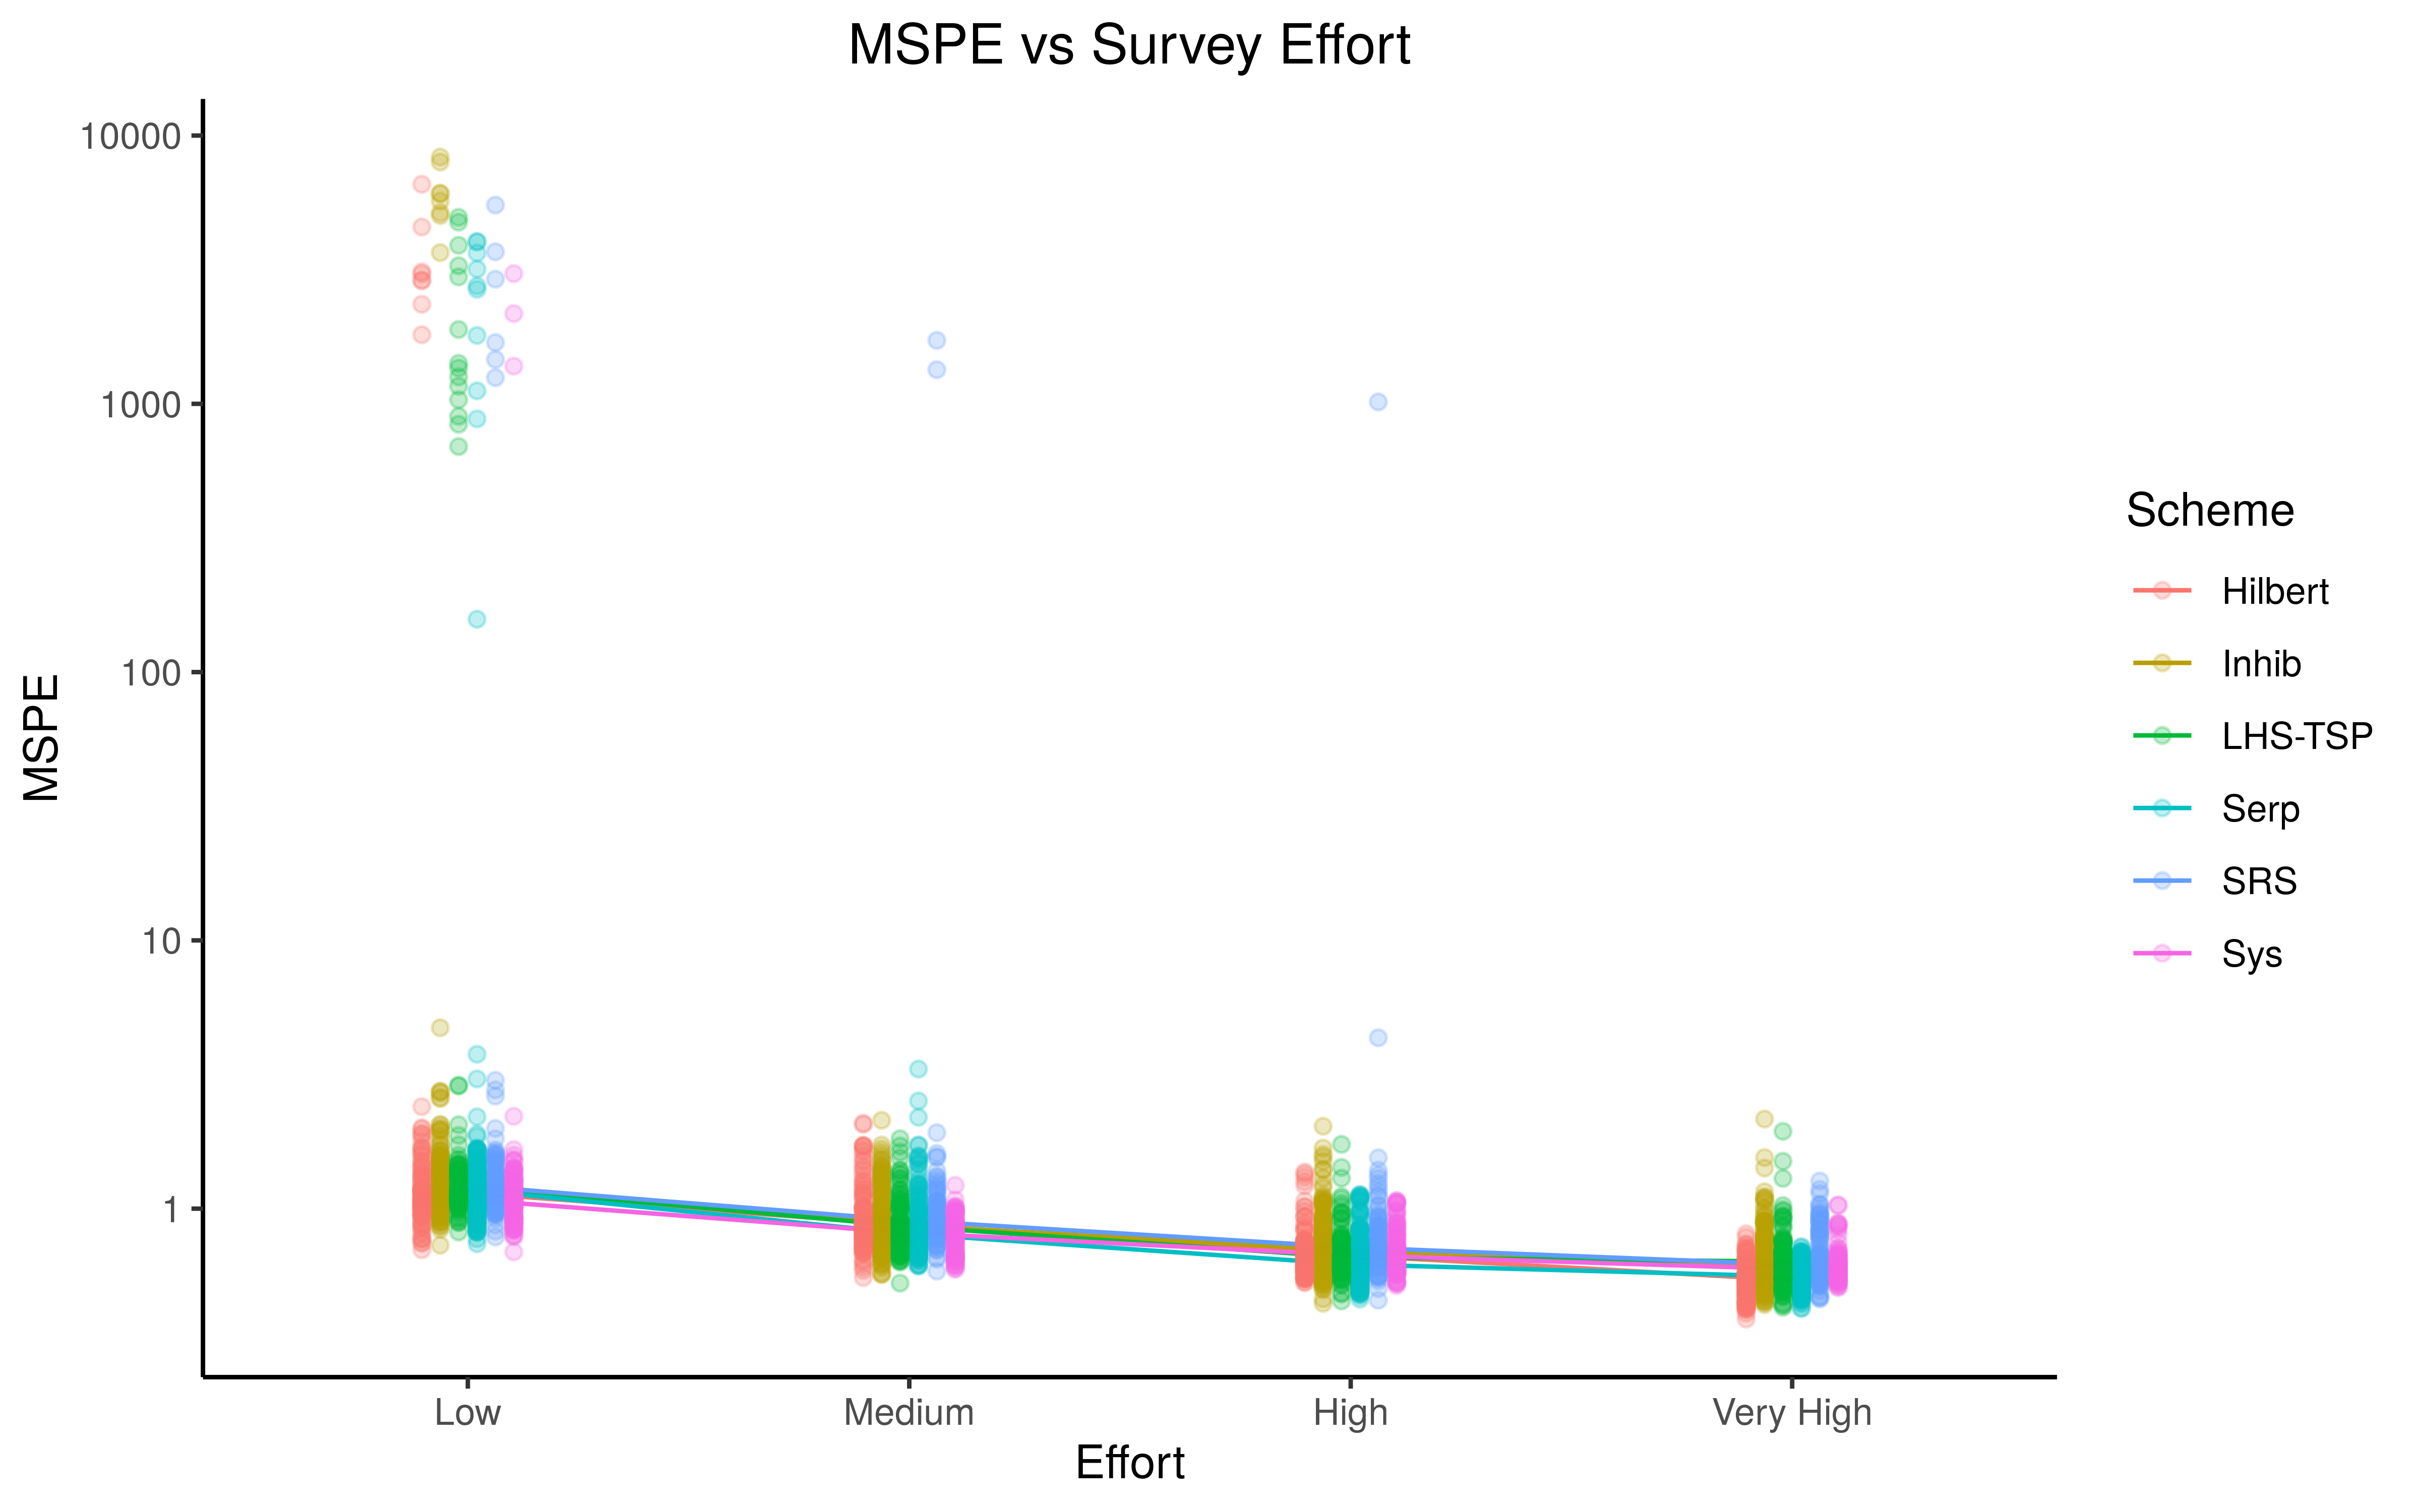 MSPE vs Survey Effort
MSPE
10000
1000
100
10
1
Low
Medium
High
Very High
Effort
Scheme
Hilbert
Inhib
LHS-TSP
Serp
SRS
Sys